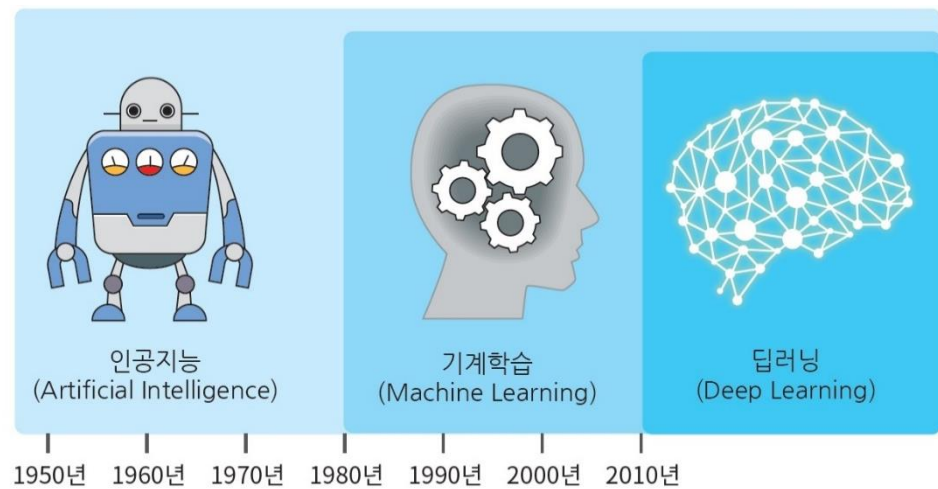 인공지능
(Artificial Intelligence)
기계학습
(Machine Learning)
딥러닝
(Deep Learning)
1950년 1960년 1970년 1980년 1990년 2000년 2010년